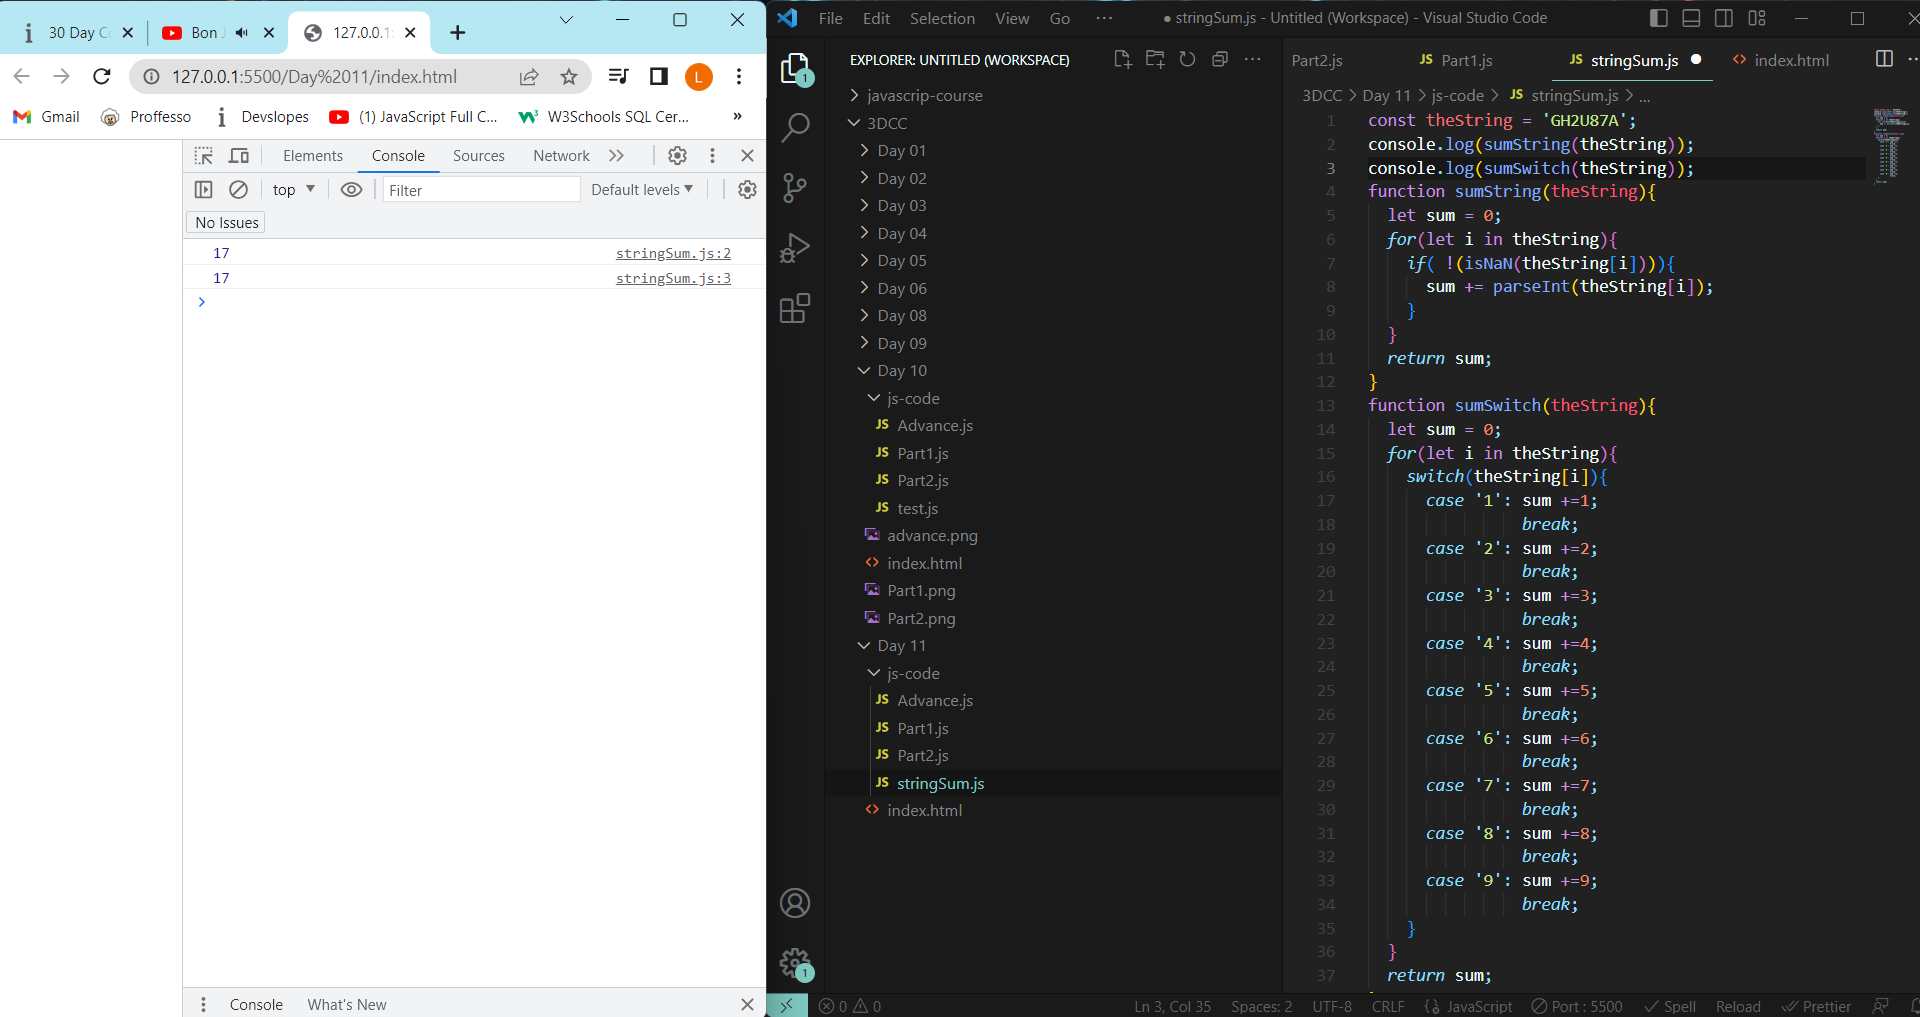 30 Day C
Bon J
127.0.0.1:
127.0.0.1:5500/Day%2011/index.html
L
Gmail
Proffesso
Devslopes
(1) JavaScript Full C...
W3Schools SQL Cer...
»
Elements
Console
Sources
Network
top
Filter
Default levels
No Issues
17 stringSum.js:2
17 stringSum.js:3
Console
What's New
File Edit Selection View Go ···
● stringSum.js - Untitled (Workspace) - Visual Studio Code
1
1
EXPLORER: UNTITLED (WORKSPACE)
javascrip-course
3DCC
Day 01
Day 02
Day 03
Day 04
Day 05
Day 06
Day 08
Day 09
Day 10
js-code
JS Advance.js
JS Part1.js
JS Part2.js
JS test.js
advance.png
<> index.html
Part1.png
Part2.png
Day 11
js-code
JS Advance.js
JS Part1.js
JS Part2.js
JS stringSum.js
<> index.html
Part2.js
JS Part1.js
JS stringSum.js ●
<> index.html
3DCC > Day 11 > js-code > JS stringSum.js > ...
1 const theString = 'GH2U87A';
2 console.log(sumString(theString));
3 console.log(sumSwitch(theString));
4 function sumString(theString){
5 let sum = 0;
6 for(let i in theString){
7 if( !(isNaN(theString[i]))){
8 sum += parseInt(theString[i]);
9 }
10 }
11 return sum;
12 }
13 function sumSwitch(theString){
14 let sum = 0;
15 for(let i in theString){
16 switch(theString[i]){
17 case '1': sum +=1;
18 break;
19 case '2': sum +=2;
20 break;
21 case '3': sum +=3;
22 break;
23 case '4': sum +=4;
24 break;
25 case '5': sum +=5;
26 break;
27 case '6': sum +=6;
28 break;
29 case '7': sum +=7;
30 break;
31 case '8': sum +=8;
32 break;
33 case '9': sum +=9;
34 break;
35 }
36 }
37 return sum;
0 0
Ln 3, Col 35
Spaces: 2
UTF-8
CRLF
JavaScript
Port : 5500
Spell
Reload
Prettier